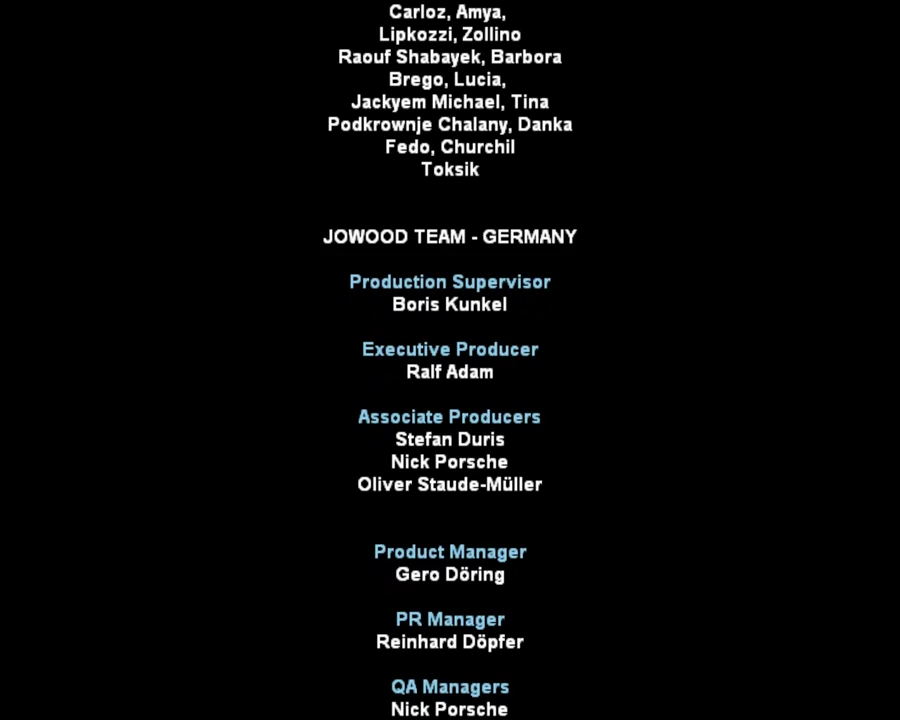 Carloz, Amya,
Lipkozzi, Zollino
Raouf Shabayek, Barbora
Brego, Lucia,
Jackyem Michael, Tina
Podkrownje Chalany, Danka
Fedo, Churchil
Toksik
JOWOOD TEAM - GERMANY
Production Supervisor
Boris Kunkel
Executive Producer
Ralf Adam
Associate Producers
Stefan Duris
Nick Porsche
Oliver Staude-Müller
Product Manager
Gero Döring
PR Manager
Reinhard Döpfer
QA Managers
Nick Porsche